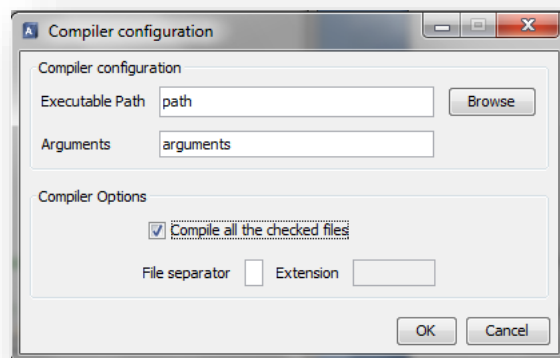 A Compiler configuration
Compiler configuration
Executable Path path Browse
Arguments arguments
Compiler Options
Compile all the checked files
File separator Extension
OK Cancel